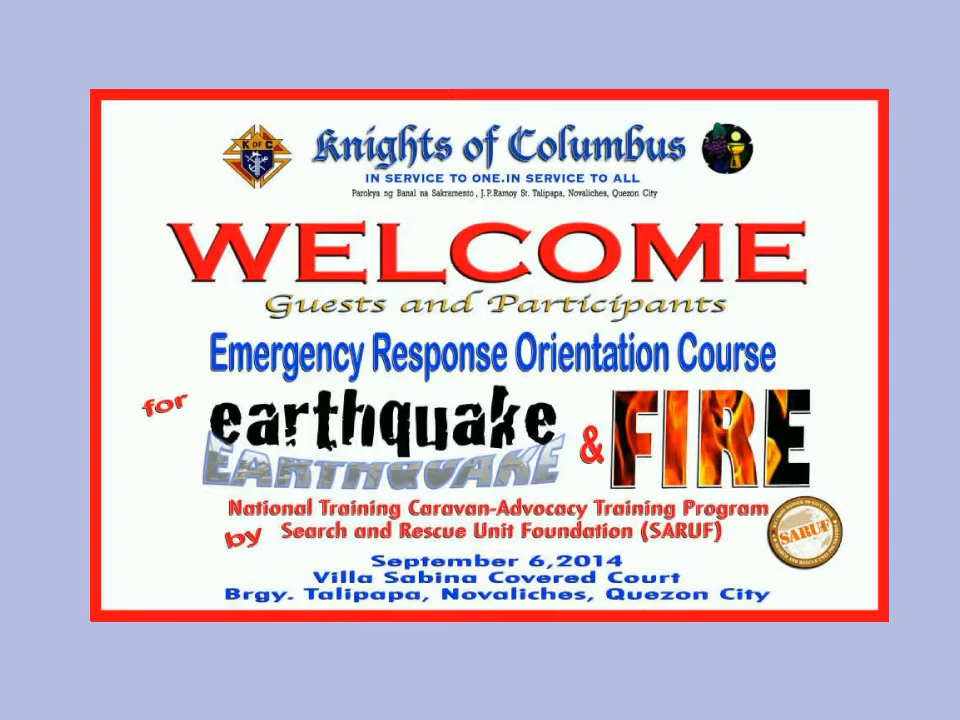 K OF C
Knights of Columbus
IN SERVICE TO ONE.IN SERVICE TO ALL
Parokya ng Banal na Sakramento , J.P.Ramoy St. Talipapa, Novaliches, Quezon City
WELCOME
Guests and Participants
Emergency Response Orientation Course
for earthquake & FIRE
EARTHQUAKE
National Training Caravan-Advocacy Training Program
by Search and Rescue Unit Foundation (SARUF)
SARUF
September 6,2014
Villa Sabina Covered Court
Brgy. Talipapa, Novaliches, Quezon City